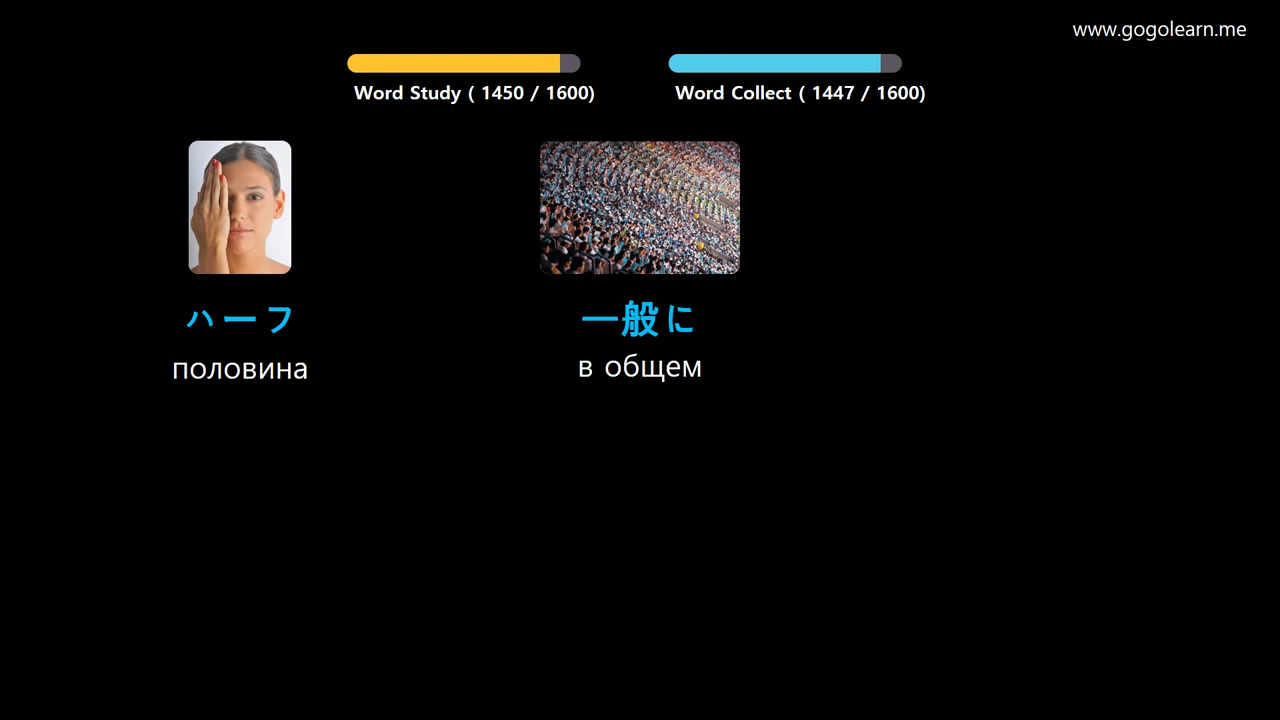 www.gogolearn.me
Word Study ( 1450 / 1600)
Word Collect ( 1447 / 1600)
ハーフ
половина
一般に
в общем